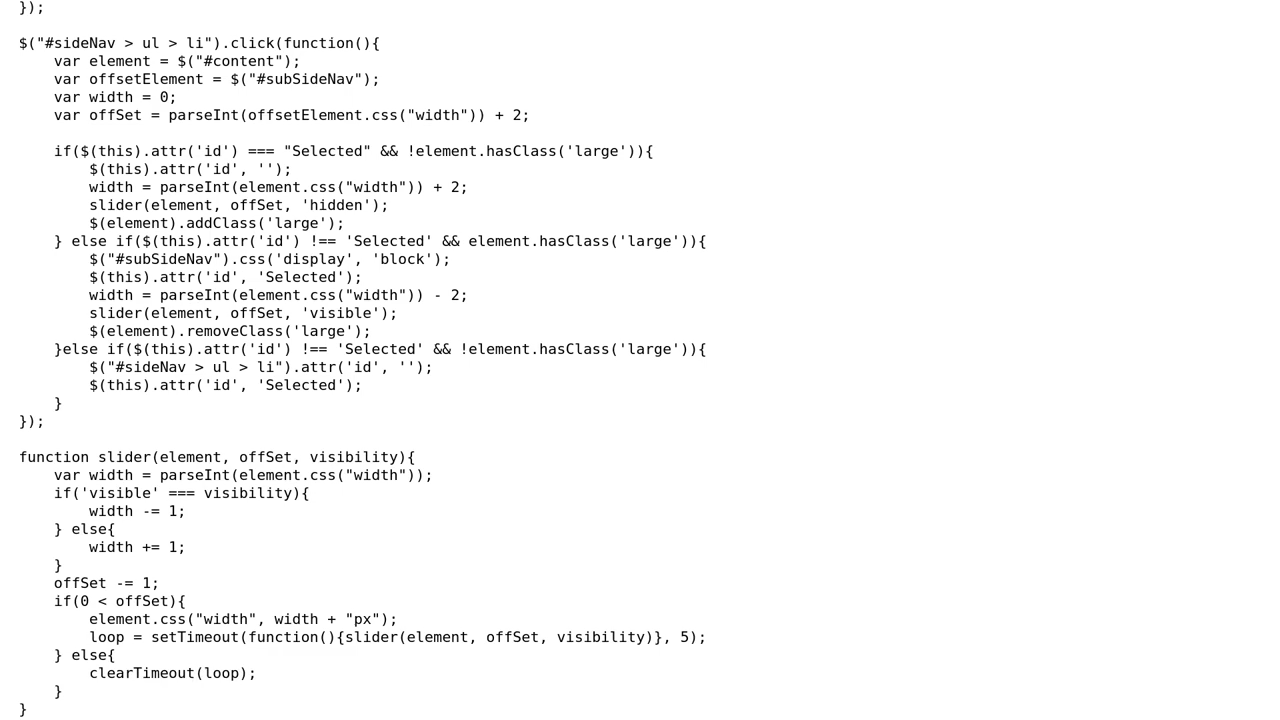 });

$("#sideNav > ul > li").click(function(){
    var element = $("#content");
    var offsetElement = $("#subSideNav");
    var width = 0;
    var offSet = parseInt(offsetElement.css("width")) + 2;

    if($(this).attr('id') === "Selected" && !element.hasClass('large')){
        $(this).attr('id', '');
        width = parseInt(element.css("width")) + 2;
        slider(element, offSet, 'hidden');
        $(element).addClass('large');
    } else if($(this).attr('id') !== 'Selected' && element.hasClass('large')){
        $("#subSideNav").css('display', 'block');
        $(this).attr('id', 'Selected');
        width = parseInt(element.css("width")) - 2;
        slider(element, offSet, 'visible');
        $(element).removeClass('large');
    }else if($(this).attr('id') !== 'Selected' && !element.hasClass('large')){
        $("#sideNav > ul > li").attr('id', '');
        $(this).attr('id', 'Selected');
    }
});

function slider(element, offSet, visibility){
    var width = parseInt(element.css("width"));
    if('visible' === visibility){
        width -= 1;
    } else{
        width += 1;
    }
    offSet -= 1;
    if(0 < offSet){
        element.css("width", width + "px");
        loop = setTimeout(function(){slider(element, offSet, visibility)}, 5);
    } else{
        clearTimeout(loop);
    }
}